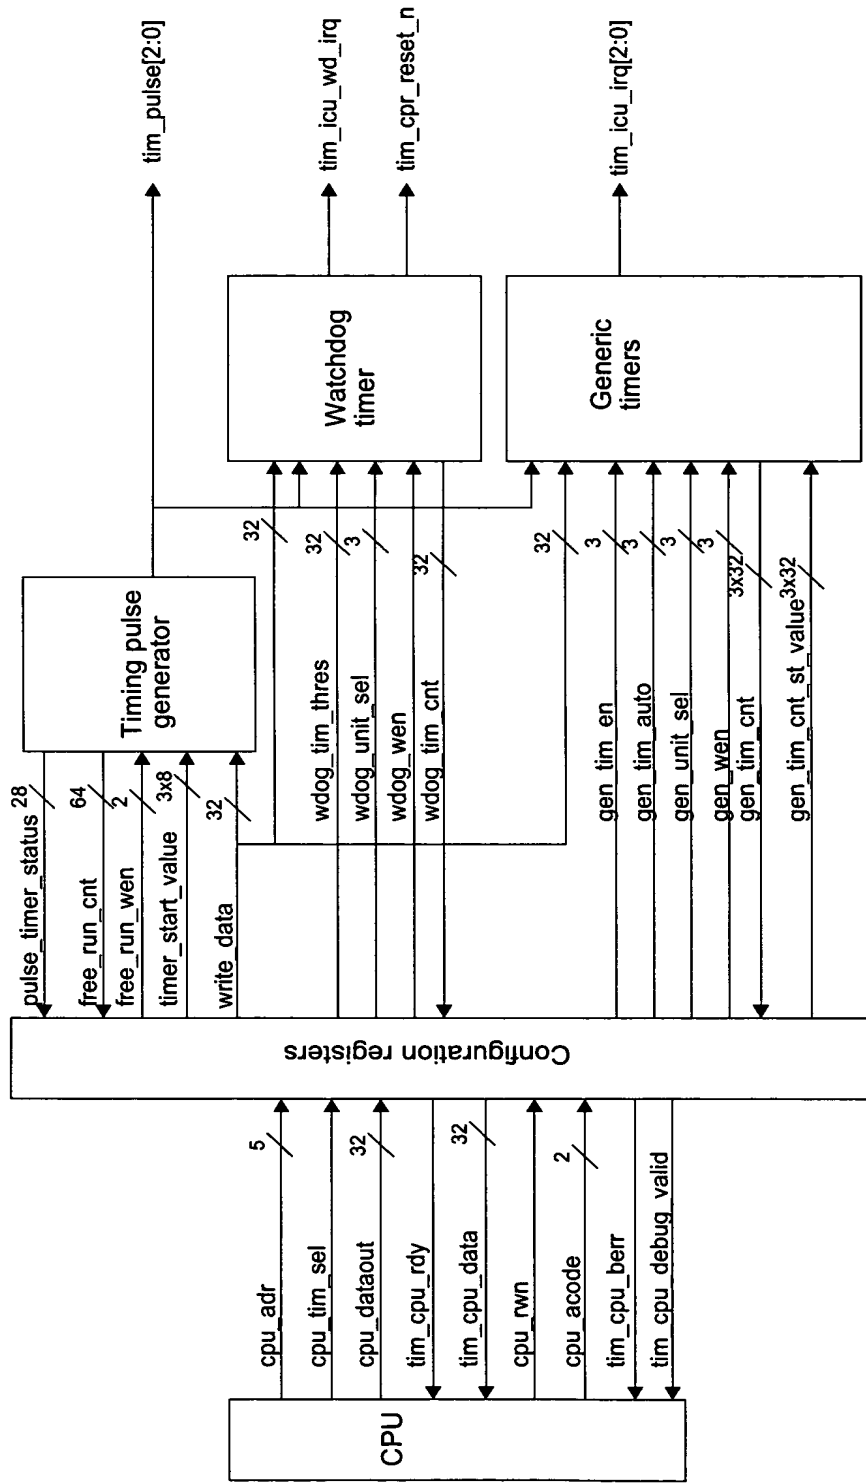 CPU
cpu_adr
5
cpu_tim_sel
cpu_dataout
32
tim_cpu_rdy
tim_cpu_data
32
cpu_rwn
cpu_acode
2
tim_cpu_berr
tim_cpu_debug_valid
Configuration registers
pulse_timer_status
28
free_run_cnt
64
free_run_wen
2
timer_start_value
3x8
write_data
32
Timing pulse
generator
tim_pulse[2:0]
32
wdog_tim_thres
32
wdog_unit_sel
3
wdog_wen
wdog_tim_cnt
32
Watchdog
timer
tim_icu_wd_irq
tim_cpr_reset_n
32
gen_tim_en
3
gen_tim_auto
3
gen_unit_sel
3
gen_wen
3
gen_tim_cnt
3x32
gen_tim_cnt_st_value
3x32
Generic
timers
tim_icu_irq[2:0]